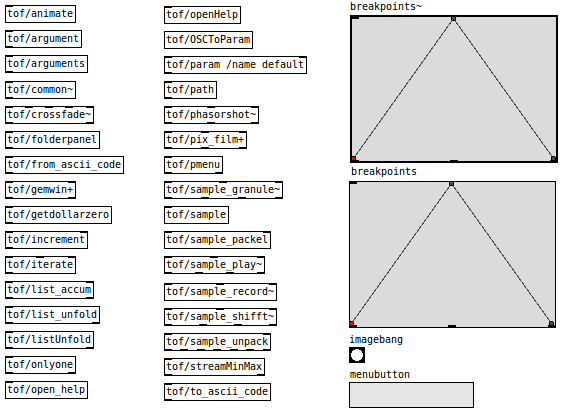 tof/animate
tof/argument
tof/arguments
tof/common~
tof/crossfade~
tof/folderpanel
tof/from_ascii_code
tof/gemwin+
tof/getdollarzero
tof/increment
tof/iterate
tof/list_accum
tof/list_unfold
tof/listUnfold
tof/onlyone
tof/open_help
tof/openHelp
tof/OSCToParam
tof/param /name default
tof/path
tof/phasorshot~
tof/pix_film+
tof/pmenu
tof/sample_granule~
tof/sample
tof/sample_packel
tof/sample_play~
tof/sample_record~
tof/sample_shifft~
tof/sample_unpack
tof/streamMinMax
tof/to_ascii_code
breakpoints~
breakpoints
imagebang
menubutton